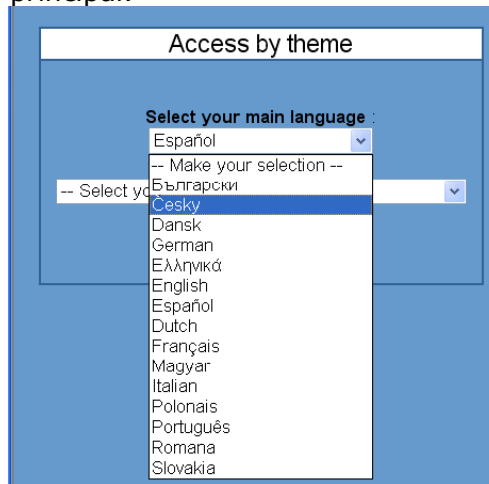 principal.
Access by theme
Select your main language :
Español
-- Make your selection --
-- Select yo
Български
Česky
Dansk
German
Ελληνικά
English
Español
Dutch
Français
Magyar
Italian
Polonais
Português
Romana
Slovakia